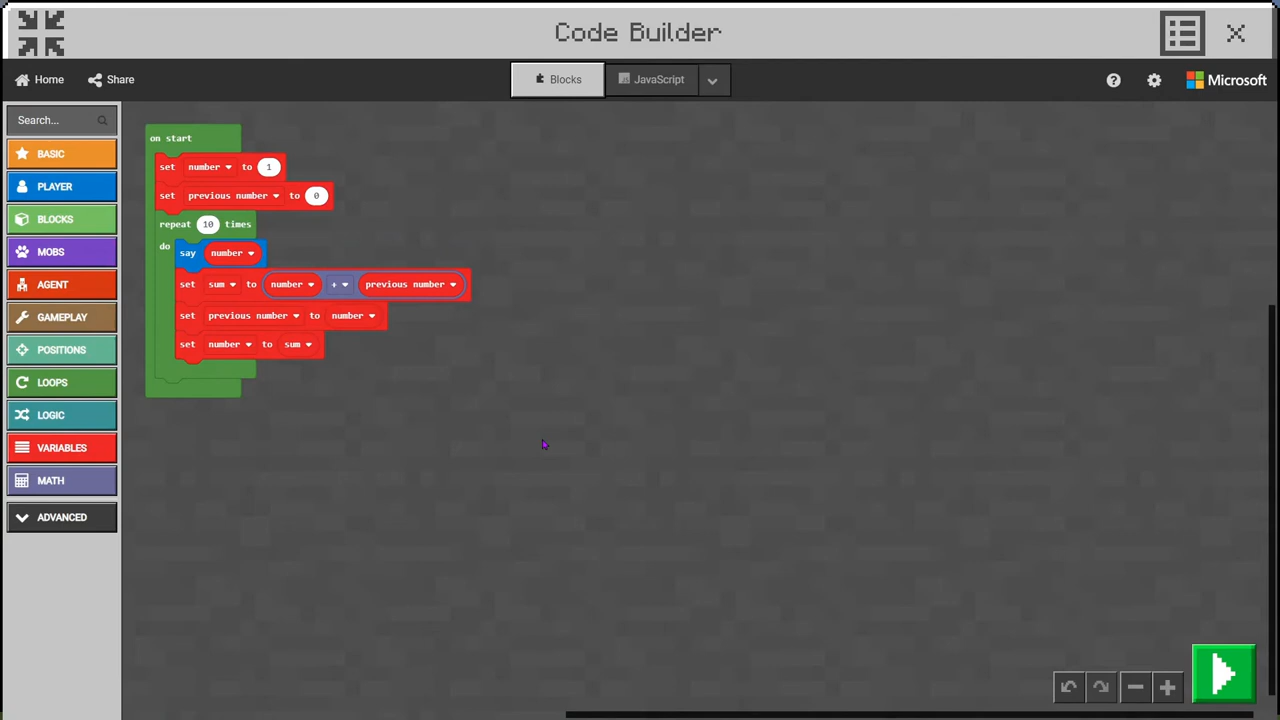 Code Builder
Home Share Blocks JavaScript ? Microsoft
Search...
BASIC
PLAYER
BLOCKS
MOBS
AGENT
GAMEPLAY
POSITIONS
LOOPS
LOGIC
VARIABLES
MATH
ADVANCED
on start
set number to 1
set previous number to 0
repeat 10 times
do say number
set sum to number + previous number
set previous number to number
set number to sum